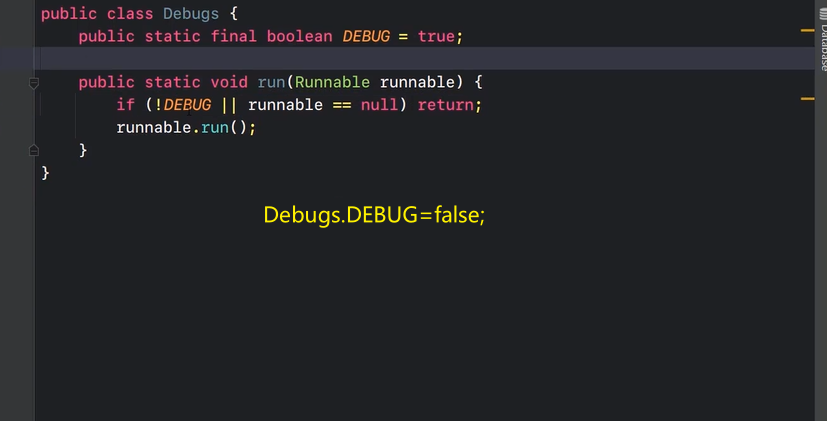 public class Debugs {
    public static final boolean DEBUG = true;
    public static void run(Runnable runnable) {
        if (!DEBUG || runnable == null) return;
        runnable.run();
    }
}
Debugs.DEBUG=false;
Database